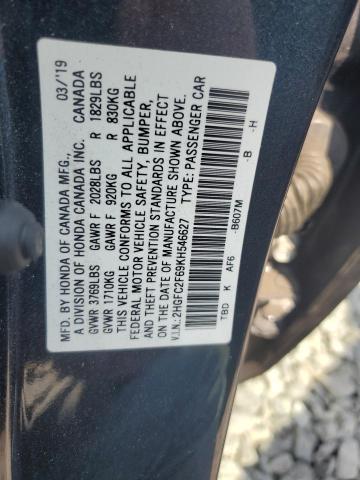 MFD. BY HONDA OF CANADA MFG., 03/'19
A DIVISION OF HONDA CANADA INC. CANADA
GVWR 3769LBS GAWR F 2028LBS R 1829LBS
GVWR 1710KG GAWR F 920KG R 830KG
THIS VEHICLE CONFORMS TO ALL APPLICABLE
FEDERAL MOTOR VEHICLE SAFETY, BUMPER,
AND THEFT PREVENTION STANDARDS IN EFFECT
ON THE DATE OF MANUFACTURE SHOWN ABOVE.
V.I.N.: 2HGFC2F69KH546627 TYPE: PASSENGER CAR
TBD K AF6 -B607M -B -H